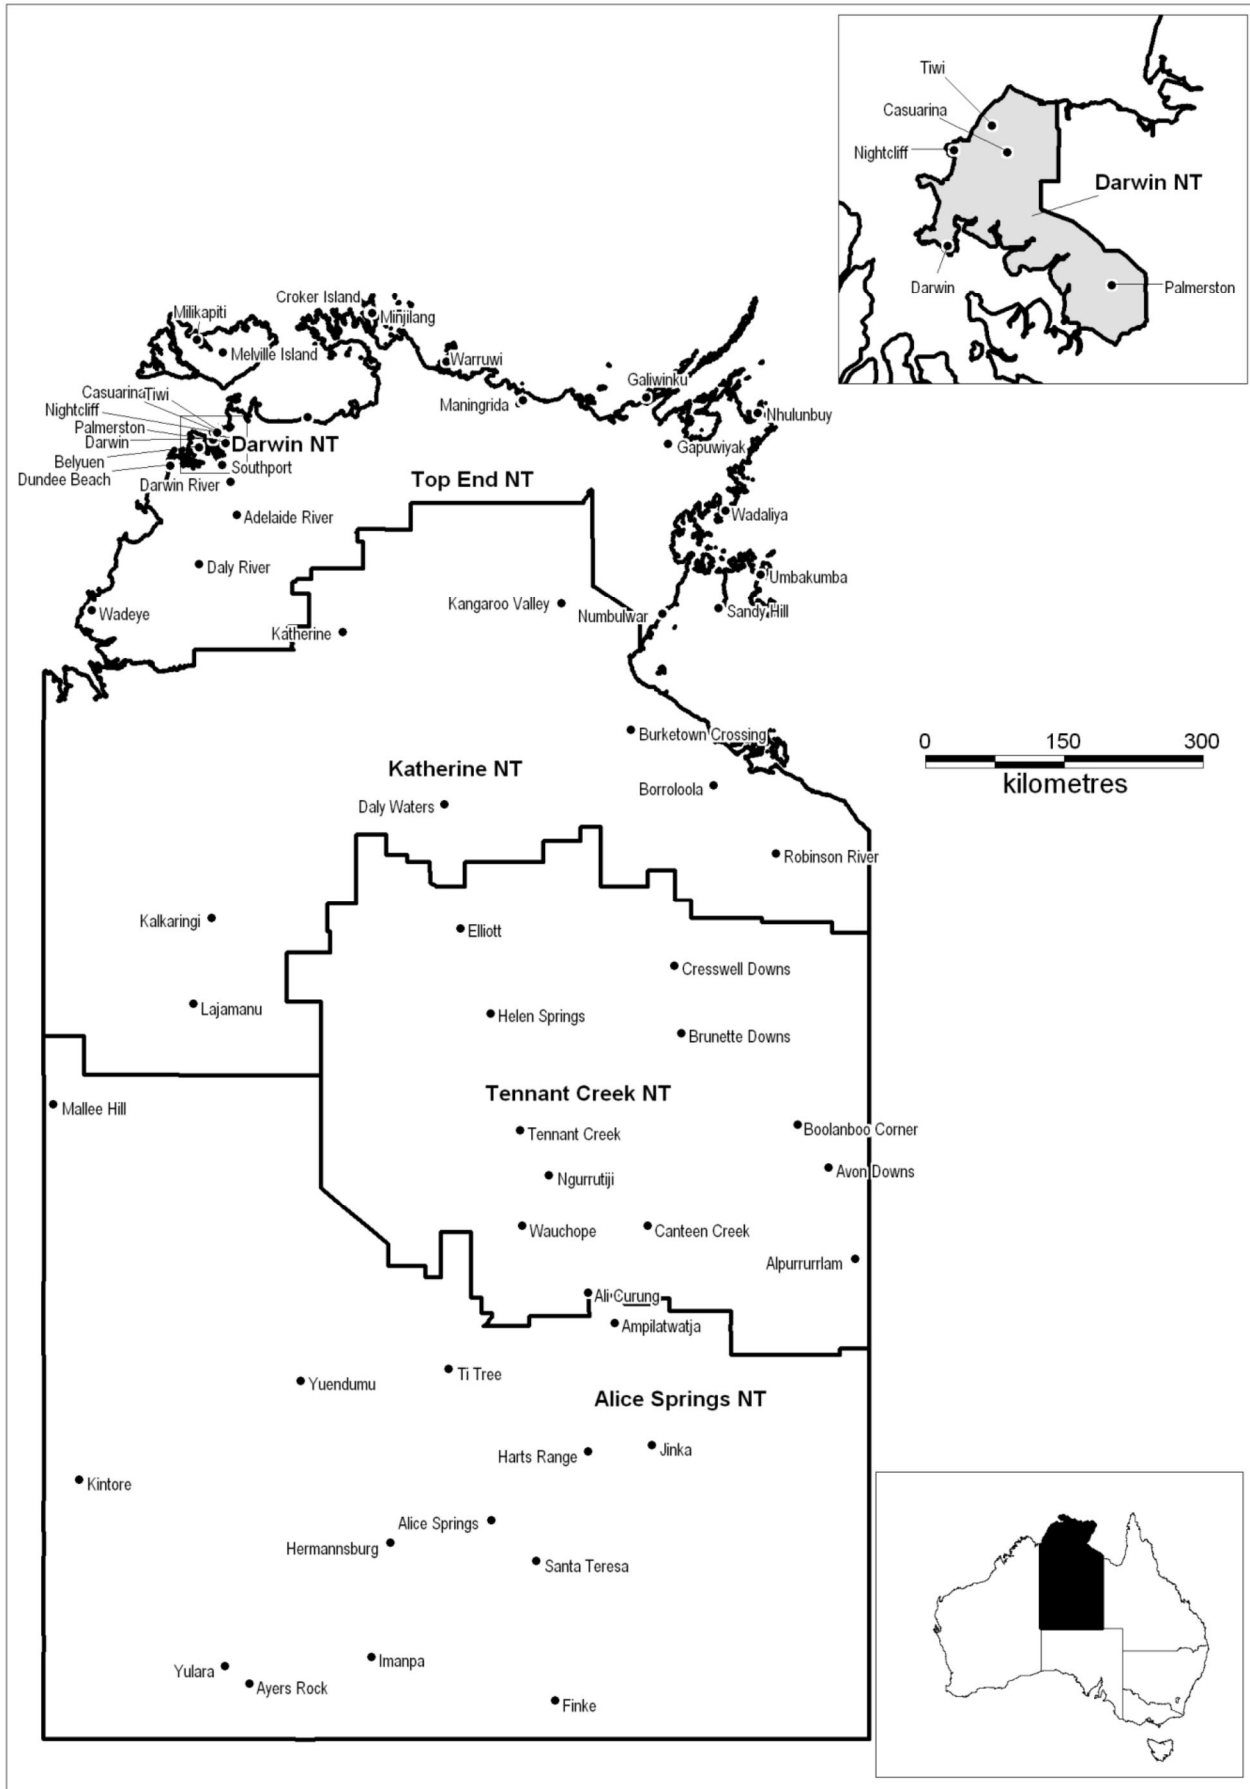 Tiwi
Casuarina
Nightcliff
Darwin NT
Darwin
Palmerston
Croker Island
Milikapiti
Minjilang
Melville Island
Warruwi
Galiwinku
Casuarina
Tiwi
Maningrida
Nightcliff
Nhulunbuy
Palmerston
Darwin
Darwin NT
Gapuwiyak
Belyuen
Southport
Dundee Beach
Top End NT
Darwin River
Adelaide River
Wadaliya
Daly River
Umbakumba
Kangaroo Valley
Wadeye
Numbulwar
Sandy Hill
Katherine
Burketown Crossing
0 150 300
kilometres
Katherine NT
Borroloola
Daly Waters
Robinson River
Kalkaringi
Elliott
Cresswell Downs
Lajamanu
Helen Springs
Brunette Downs
Tennant Creek NT
Mallee Hill
Tennant Creek
Boolanboo Corner
Avon Downs
Ngurrutiji
Wauchope
Canteen Creek
Alpurrurrlam
Ali Curung
Ampilatwatja
Ti Tree
Yuendumu
Alice Springs NT
Harts Range
Jinka
Kintore
Alice Springs
Hermannsburg
Santa Teresa
Imanpa
Yulara
Ayers Rock
Finke